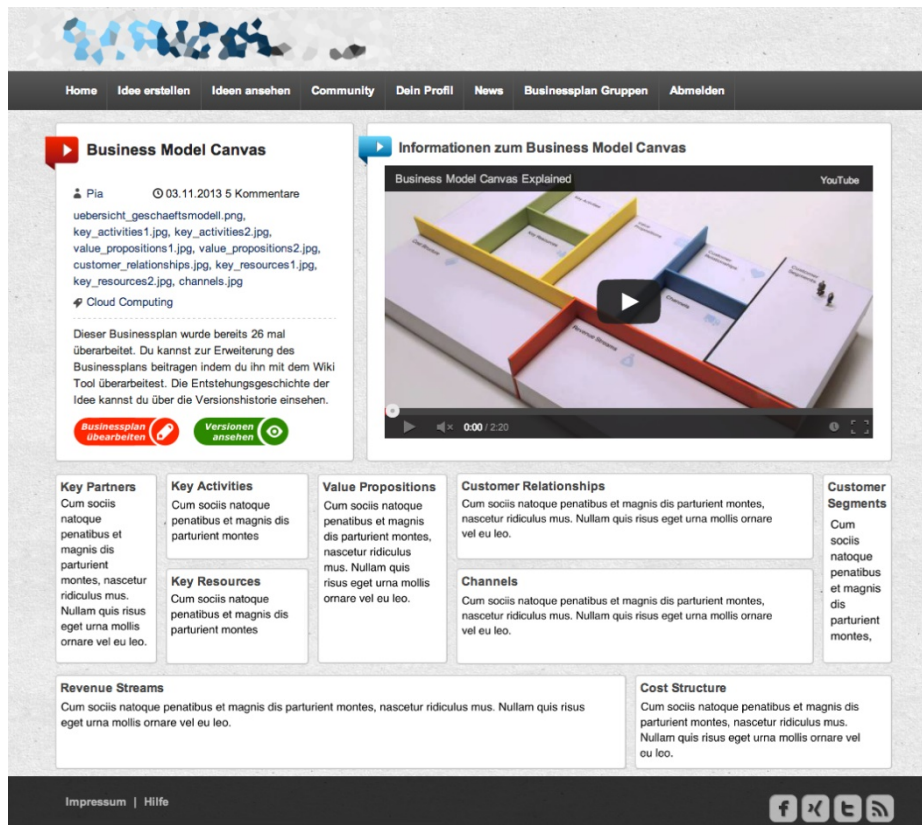 Home Idee erstellen Ideen ansehen Community Dein Profil News Businessplan Gruppen Abmelden
Business Model Canvas
Pia 03.11.2013 5 Kommentare
uebersicht_geschaeftsmodell.png,
key_activities1.jpg, key_activities2.jpg,
value_propositions1.jpg, value_propositions2.jpg,
customer_relationships.jpg, key_resources1.jpg,
key_resources2.jpg, channels.jpg
Cloud Computing
Dieser Businessplan wurde bereits 26 mal
überarbeitet. Du kannst zur Erweiterung des
Businessplans beitragen indem du ihn mit dem Wiki
Tool überarbeitest. Die Entstehungsgeschichte der
Idee kannst du über die Versionshistorie einsehen.
Businessplan
übearbeiten
Versionen
ansehen
Informationen zum Business Model Canvas
Business Model Canvas Explained
YouTube
Key Activities
Value
Propositions
Customer
Relationships
Customer
Segments
Key Resources
Cost Structure
Channels
Revenue Streams
0:00 / 2:20
Key Partners
Cum sociis
natoque
penatibus et
magnis dis
parturient
montes, nascetur
ridiculus mus.
Nullam quis risus
eget urna mollis
ornare vel eu leo.
Key Activities
Cum sociis natoque
penatibus et magnis dis
parturient montes
Key Resources
Cum sociis natoque
penatibus et magnis dis
parturient montes
Value Propositions
Cum sociis natoque
penatibus et magnis
dis parturient montes,
nascetur ridiculus
mus. Nullam quis
risus eget urna mollis
ornare vel eu leo.
Customer Relationships
Cum sociis natoque penatibus et magnis dis parturient montes,
nascetur ridiculus mus. Nullam quis risus eget urna mollis ornare
vel eu leo.
Channels
Cum sociis natoque penatibus et magnis dis parturient montes,
nascetur ridiculus mus. Nullam quis risus eget urna mollis ornare
vel eu leo.
Customer
Segments
Cum
sociis
natoque
penatibus
et magnis
dis
parturient
montes,
Revenue Streams
Cum sociis natoque penatibus et magnis dis parturient montes, nascetur ridiculus mus. Nullam quis risus
eget urna mollis ornare vel eu leo.
Cost Structure
Cum sociis natoque penatibus et magnis dis
parturient montes, nascetur ridiculus mus.
Nullam quis risus eget urna mollis ornare vel
eu leo.
Impressum | Hilfe